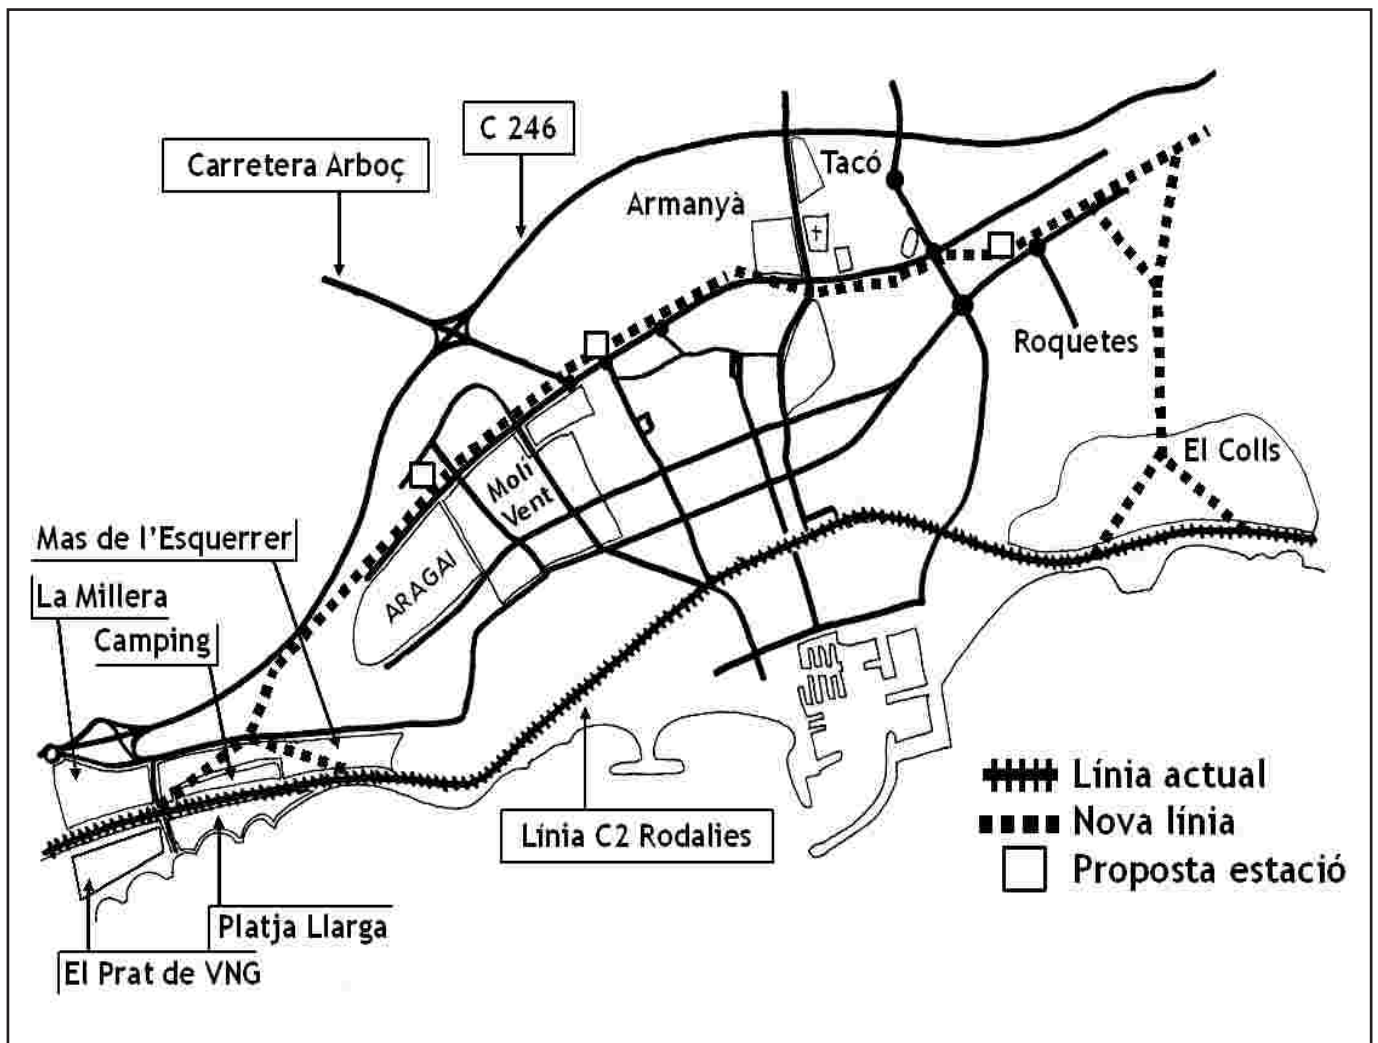 C 246
Carretera Arboç
Tacó
Armanyà
Roquetes
El Colls
Molí
Vent
ARAGAI
Mas de l'Esquerrer
La Millera
Camping
Línia C2 Rodalies
Línia actual
Nova línia
Proposta estació
Platja Llarga
El Prat de VNG